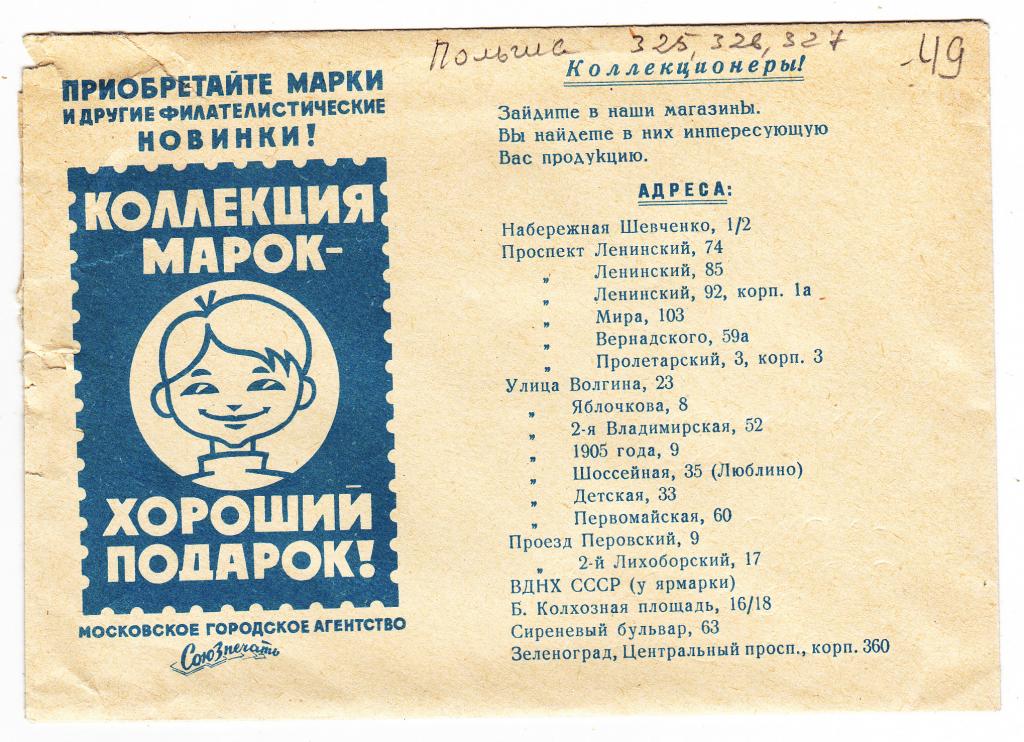 Польша 325, 326, 327
49
ПРИОБРЕТАЙТЕ МАРКИ
И ДРУГИЕ ФИЛАТЕЛИСТИЧЕСКИЕ
НОВИНКИ!
КОЛЛЕКЦИЯ
МАРОК-
ХОРОШИЙ
ПОДАРОК!
МОСКОВСКОЕ ГОРОДСКОЕ АГЕНТСТВО
Союзпечать
Коллекционеры!
Зайдите в наши магазины.
Вы найдете в них интересующую
Вас продукцию.
АДРЕСА:
Набережная Шевченко, 1/2
Проспект Ленинский, 74
„ Ленинский, 85
„ Ленинский, 92, корп. 1а
„ Мира, 103
„ Вернадского, 59а
„ Пролетарский, 3, корп. 3
Улица Волгина, 23
„ Яблочкова, 8
„ 2-я Владимирская, 52
„ 1905 года, 9
„ Шоссейная, 35 (Люблино)
„ Детская, 33
„ Первомайская, 60
Проезд Перовский, 9
„ 2-й Лихоборский, 17
ВДНХ СССР (у ярмарки)
Б. Колхозная площадь, 16/18
Сиреневый бульвар, 63
Зеленоград, Центральный просп., корп. 360